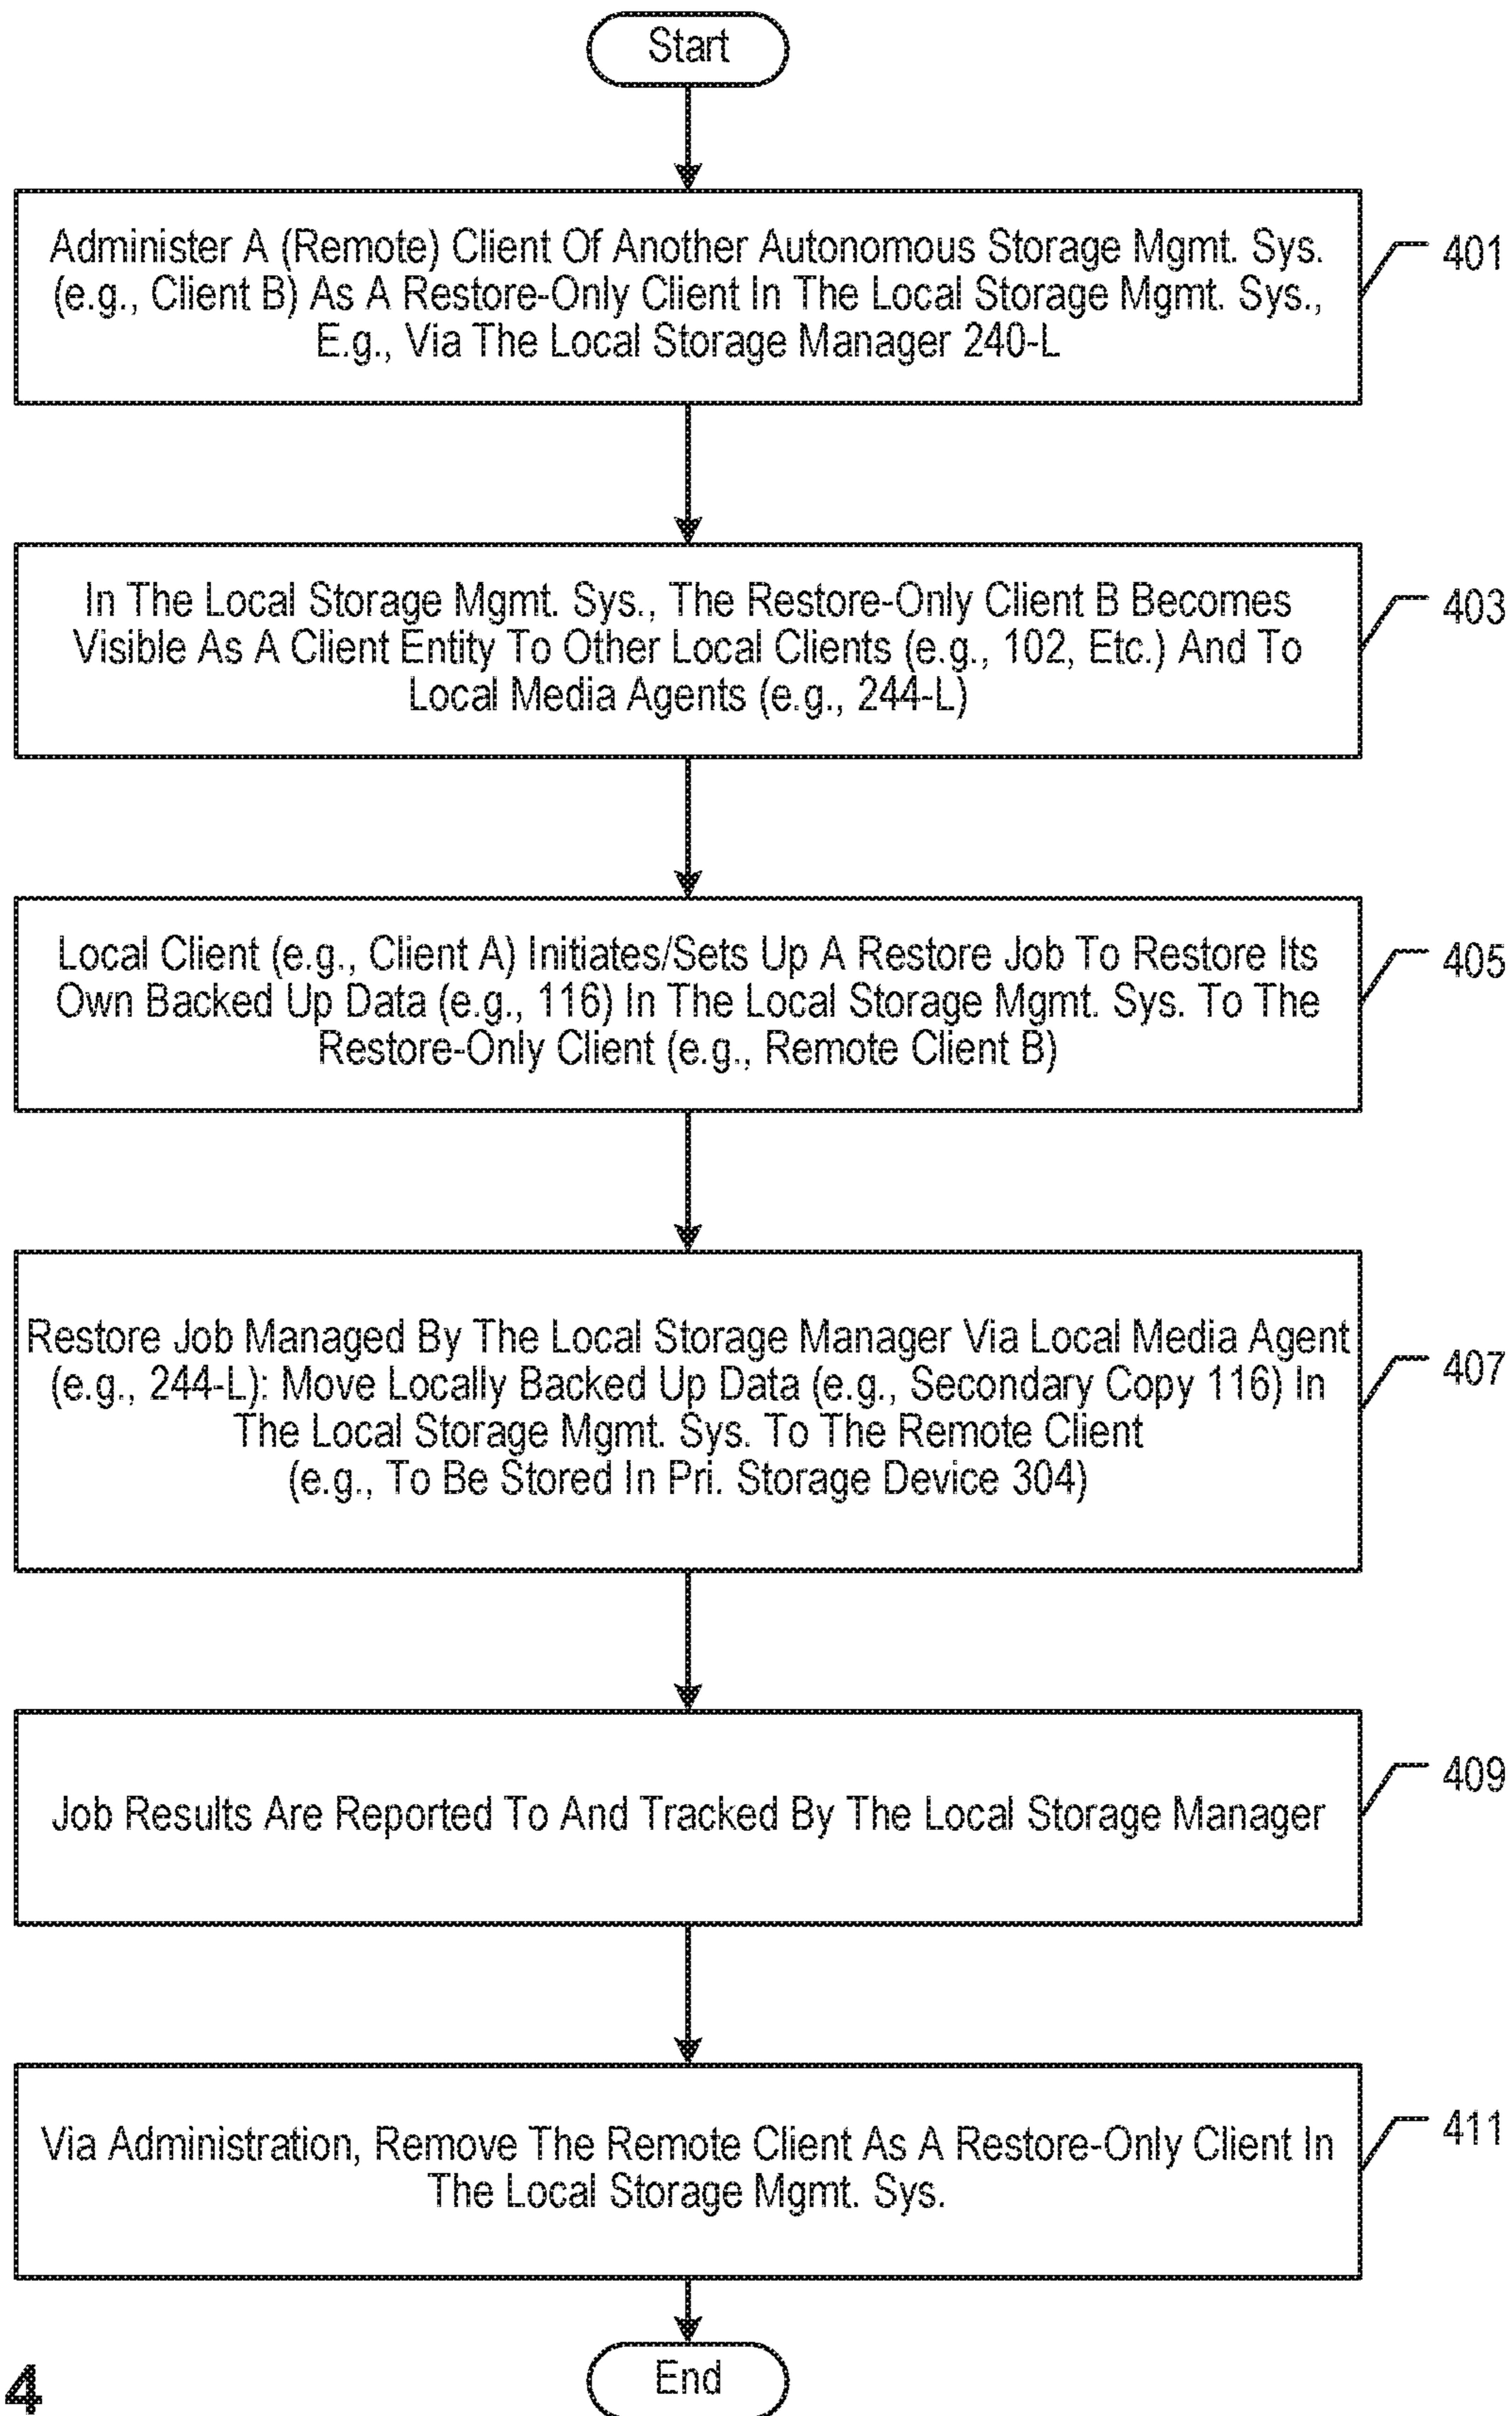 Start
Administer A (Remote) Client Of Another Autonomous Storage Mgmt. Sys.
(e.g., Client B) As A Restore-Only Client In The Local Storage Mgmt. Sys.,
E.g., Via The Local Storage Manager 240-L
401
In The Local Storage Mgmt. Sys., The Restore-Only Client B Becomes
Visible As A Client Entity To Other Local Clients (e.g., 102, Etc.) And To
Local Media Agents (e.g., 244-L)
403
Local Client (e.g., Client A) Initiates/Sets Up A Restore Job To Restore Its
Own Backed Up Data (e.g., 116) In The Local Storage Mgmt. Sys. To The
Restore-Only Client (e.g., Remote Client B)
405
Restore Job Managed By The Local Storage Manager Via Local Media Agent
(e.g., 244-L): Move Locally Backed Up Data (e.g., Secondary Copy 116) In
The Local Storage Mgmt. Sys. To The Remote Client
(e.g., To Be Stored In Pri. Storage Device 304)
407
Job Results Are Reported To And Tracked By The Local Storage Manager
409
Via Administration, Remove The Remote Client As A Restore-Only Client In
The Local Storage Mgmt. Sys.
411
End
4